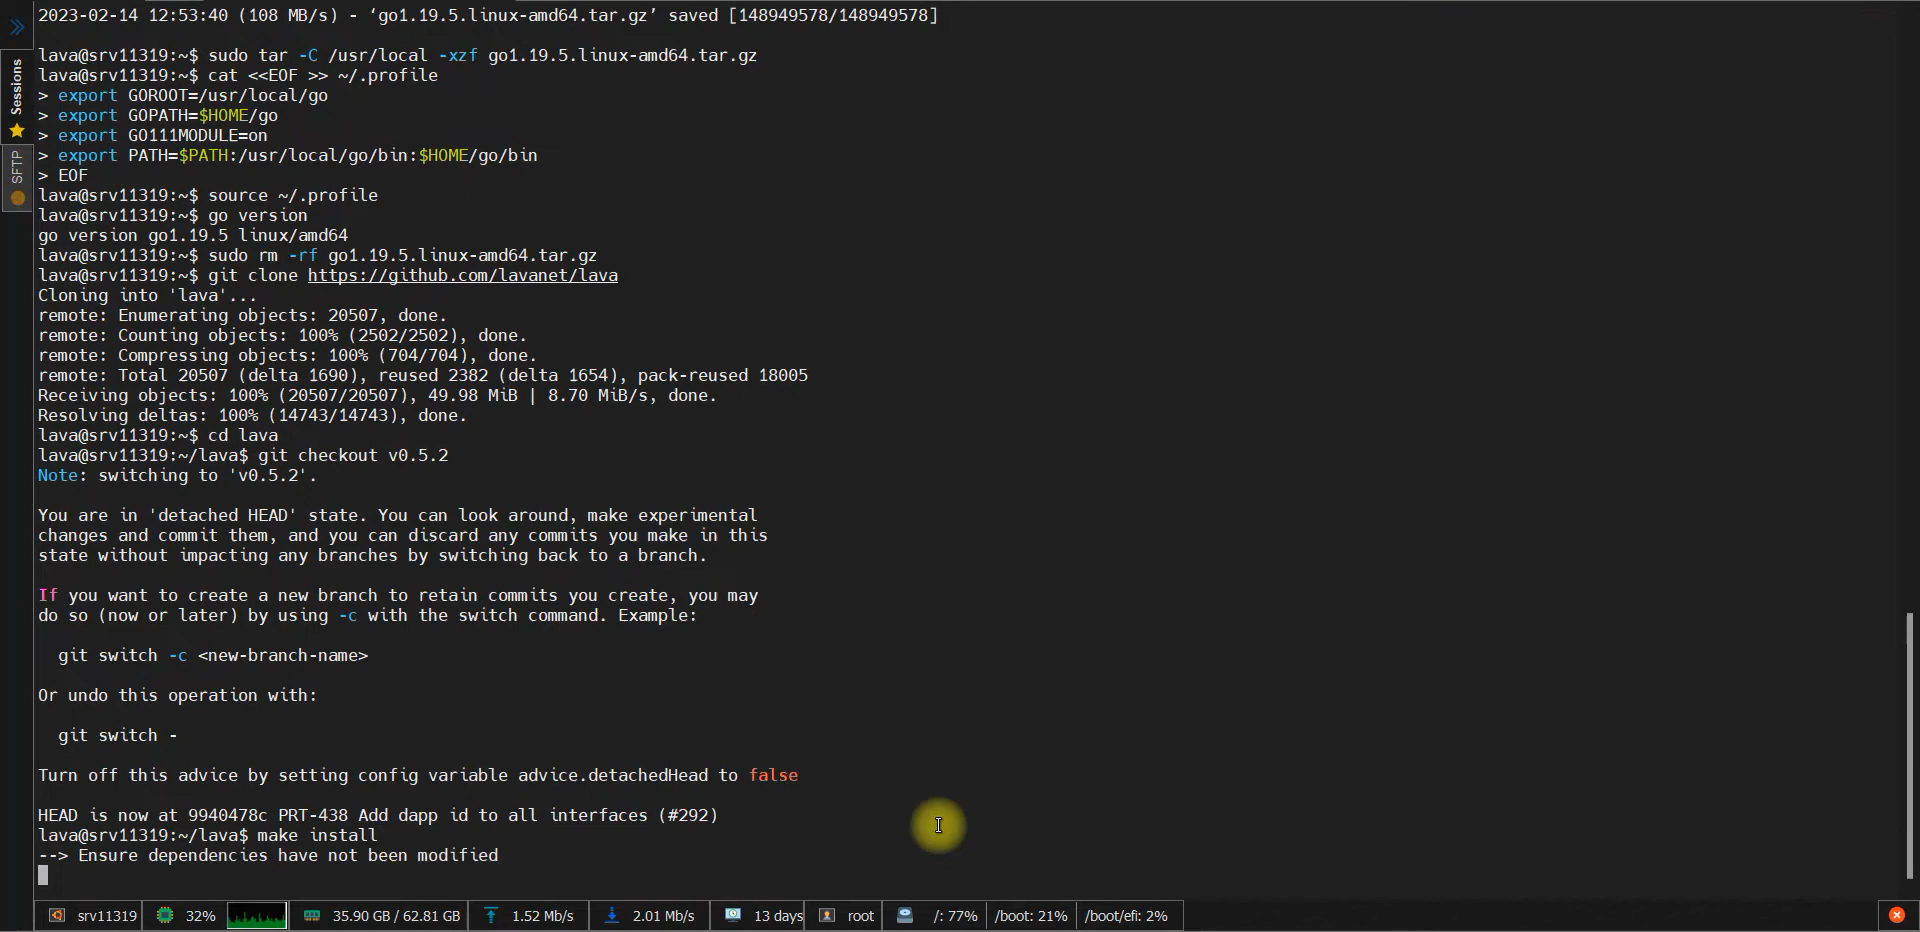 2023-02-14 12:53:40 (108 MB/s) - ‘go1.19.5.linux-amd64.tar.gz’ saved [148949578/148949578]
lava@srv11319:~$ sudo tar -C /usr/local -xzf go1.19.5.linux-amd64.tar.gz
lava@srv11319:~$ cat <<EOF >> ~/.profile
> export GOROOT=/usr/local/go
> export GOPATH=$HOME/go
> export GO111MODULE=on
> export PATH=$PATH:/usr/local/go/bin:$HOME/go/bin
> EOF
lava@srv11319:~$ source ~/.profile
lava@srv11319:~$ go version
go version go1.19.5 linux/amd64
lava@srv11319:~$ sudo rm -rf go1.19.5.linux-amd64.tar.gz
lava@srv11319:~$ git clone https://github.com/lavanet/lava
Cloning into 'lava'...
remote: Enumerating objects: 20507, done.
remote: Counting objects: 100% (2502/2502), done.
remote: Compressing objects: 100% (704/704), done.
remote: Total 20507 (delta 1690), reused 2382 (delta 1654), pack-reused 18005
Receiving objects: 100% (20507/20507), 49.98 MiB | 8.70 MiB/s, done.
Resolving deltas: 100% (14743/14743), done.
lava@srv11319:~$ cd lava
lava@srv11319:~/lava$ git checkout v0.5.2
Note: switching to 'v0.5.2'.
You are in 'detached HEAD' state. You can look around, make experimental
changes and commit them, and you can discard any commits you make in this
state without impacting any branches by switching back to a branch.
If you want to create a new branch to retain commits you create, you may
do so (now or later) by using -c with the switch command. Example:
git switch -c <new-branch-name>
Or undo this operation with:
git switch -
Turn off this advice by setting config variable advice.detachedHead to false
HEAD is now at 9940478c PRT-438 Add dapp id to all interfaces (#292)
lava@srv11319:~/lava$ make install
--> Ensure dependencies have not been modified
Sessions
SFTP
srv11319 32% 35.90 GB / 62.81 GB 1.52 Mb/s 2.01 Mb/s 13 days root /: 77% /boot: 21% /boot/efi: 2%